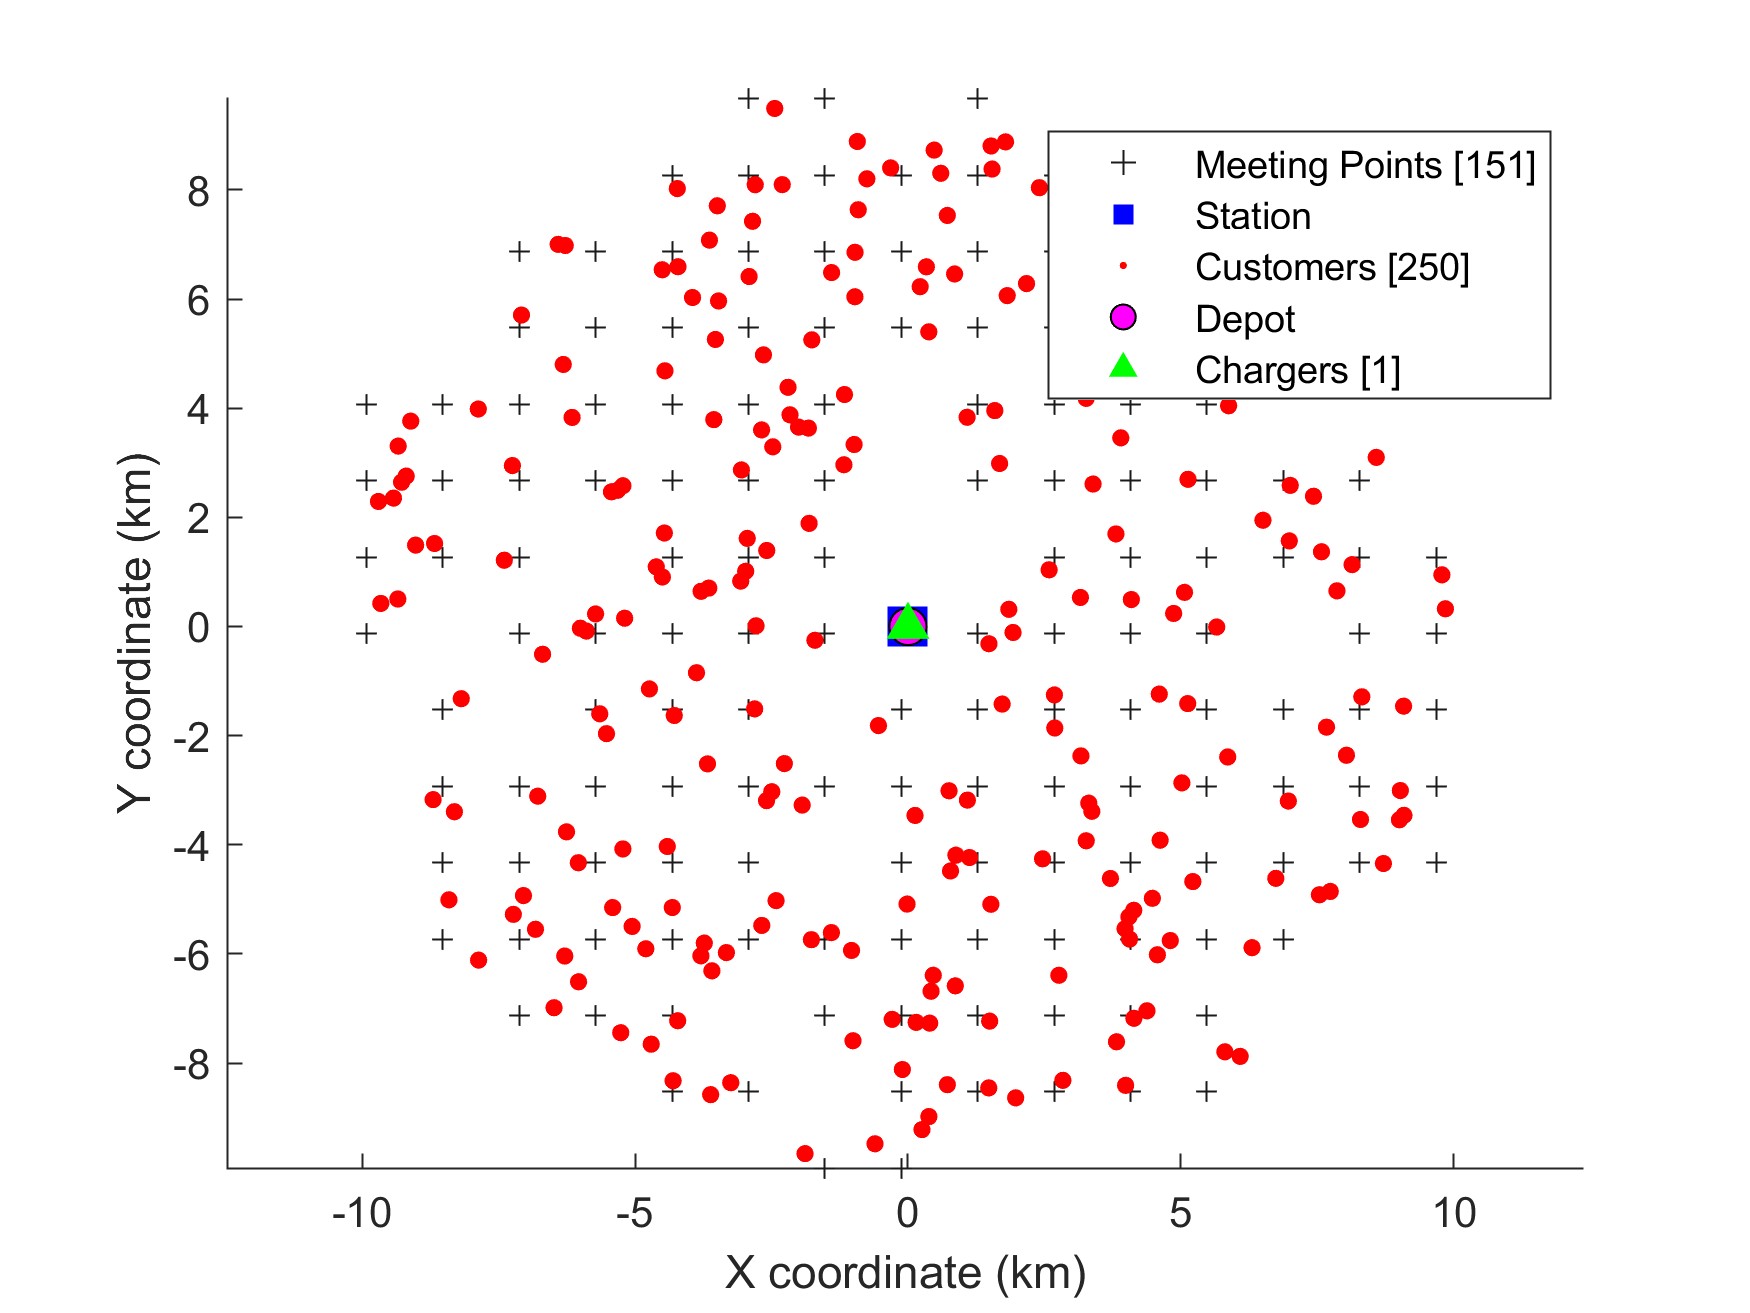 8
6
4
2
0
-2
-4
-6
-8
Y coordinate (km)
Meeting Points [151]
Station
Customers [250]
Depot
Chargers [1]
-10
-5
0
5
10
X coordinate (km)